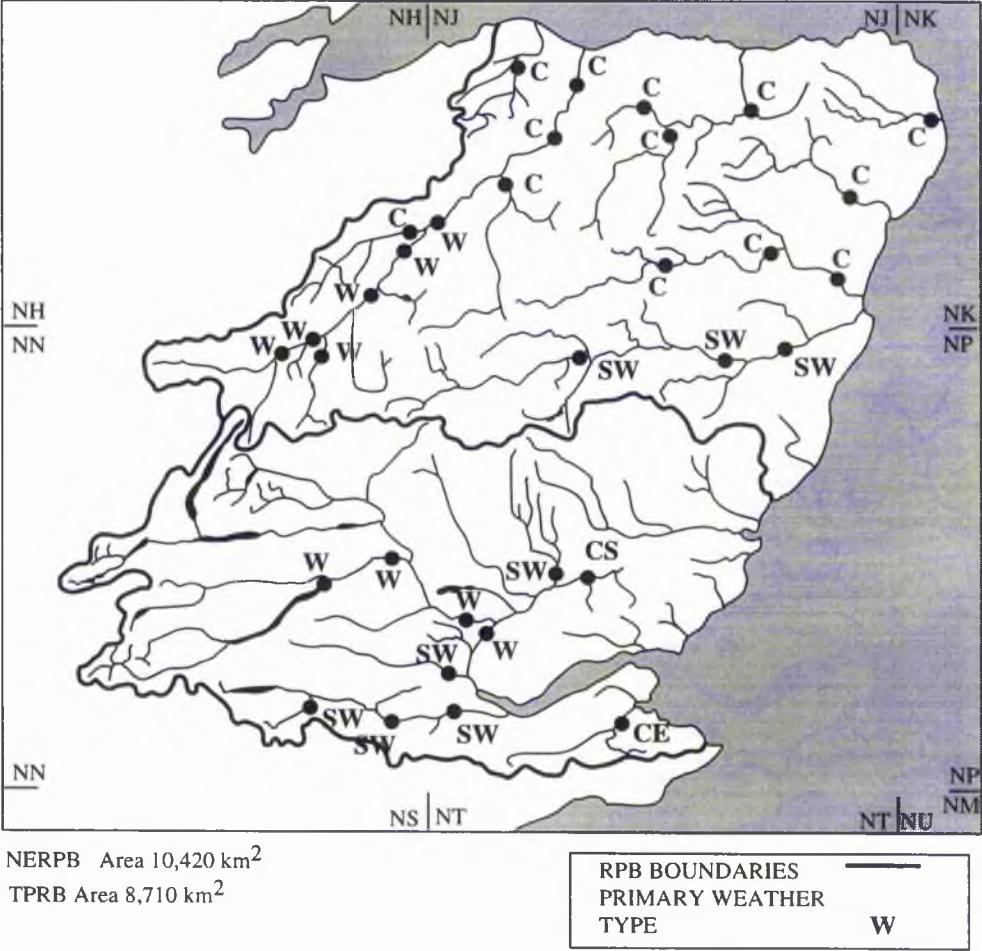 NH NJ
NJ NK
C
C
C
C
C
C
C
C
C
C
C
W
W
C
C
C
W
NH
NN
NK
NP
W
W
W
SW
SW
SW
CS
SW
W
W
W
W
SW
SW
SW
SW
CE
NN
NP
NM
NS NT
NT NU
NERPB Area 10,420 km2
TPRB Area 8,710 km2
RPB BOUNDARIES
PRIMARY WEATHER
TYPE W